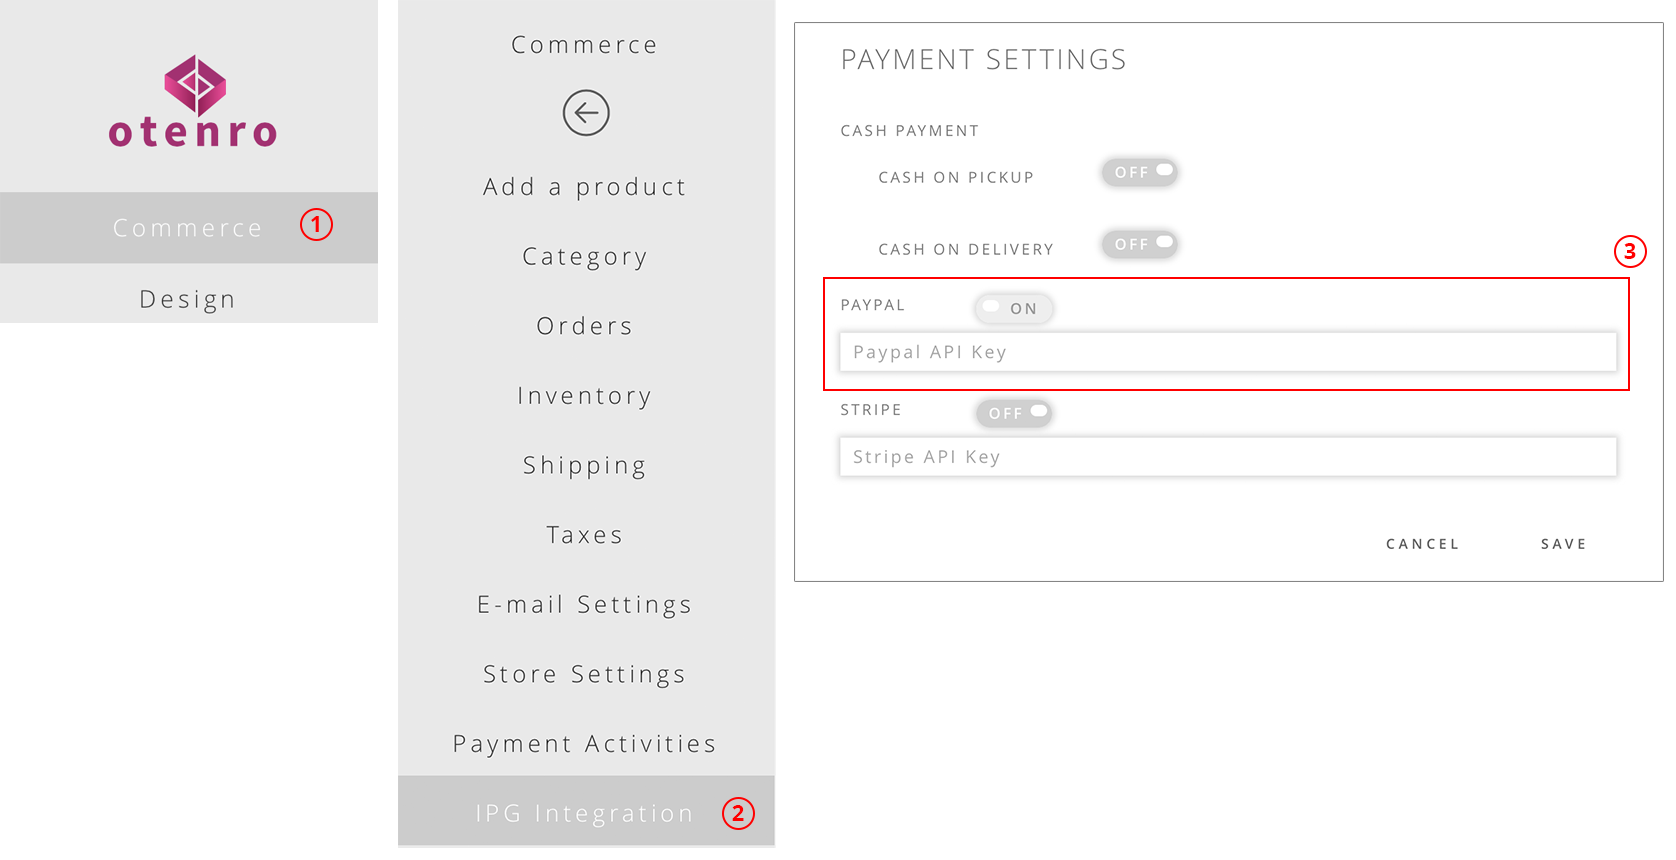 otenro
Commerce 1
Design
Commerce
Add a product
Category
Orders
Inventory
Shipping
Taxes
E-mail Settings
Store Settings
Payment Activities
IPG Integration 2
PAYMENT SETTINGS
CASH PAYMENT
CASH ON PICKUP OFF
CASH ON DELIVERY OFF
3
PAYPAL ON
Paypal API Key
STRIPE OFF
Stripe API Key
CANCEL SAVE